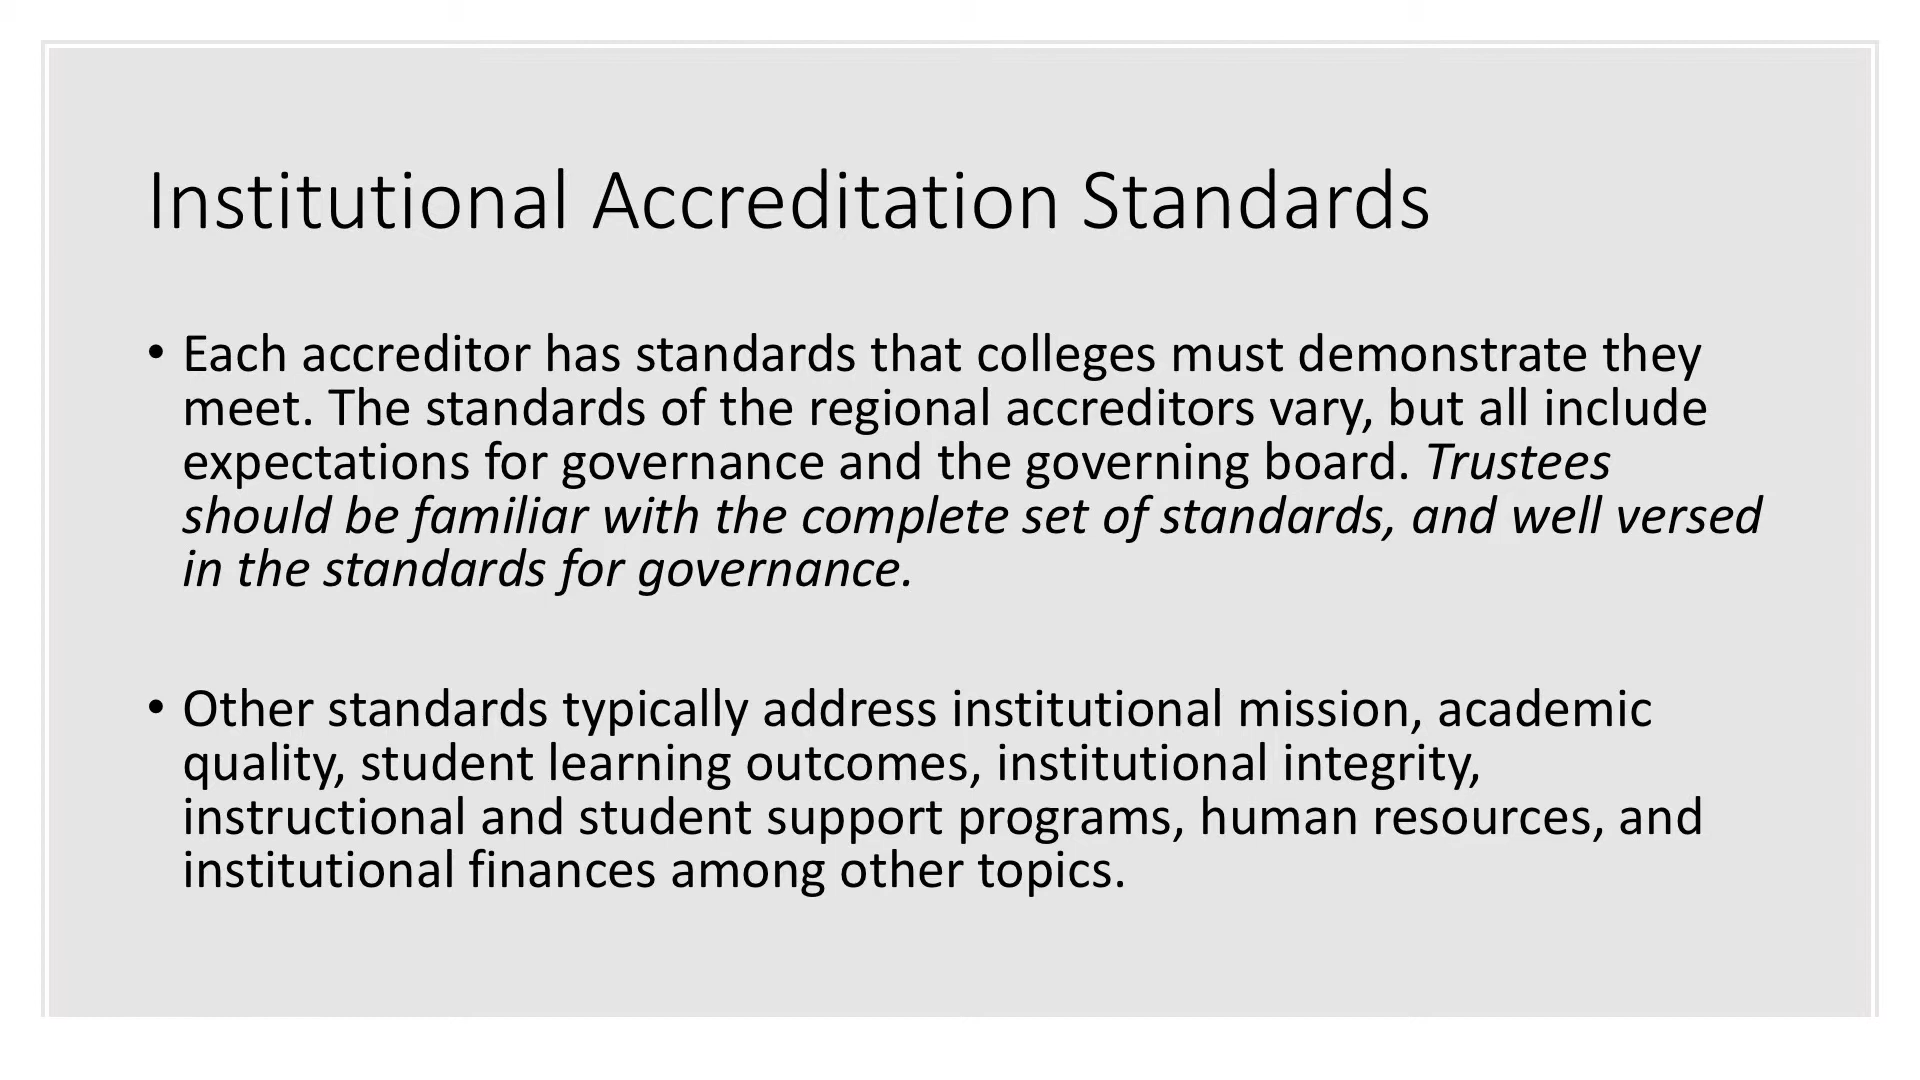 Institutional Accreditation Standards
• Each accreditor has standards that colleges must demonstrate they
meet. The standards of the regional accreditors vary, but all include
expectations for governance and the governing board. Trustees
should be familiar with the complete set of standards, and well versed
in the standards for governance.
• Other standards typically address institutional mission, academic
quality, student learning outcomes, institutional integrity,
instructional and student support programs, human resources, and
institutional finances among other topics.